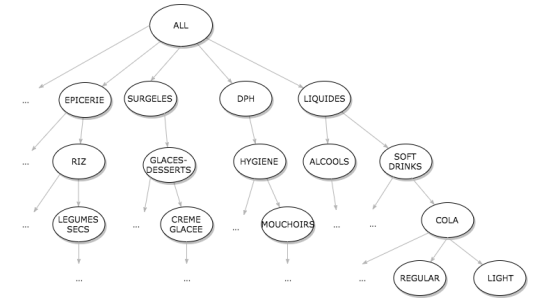 ALL
...
EPICERIE
SURGELES
DPH
LIQUIDES
...
RIZ
GLACES-
DESSERTS
HYGIENE
ALCOOLS
SOFT
DRINKS
...
LEGUMES
SECS
...
CREME
GLACEE
...
MOUCHOIRS
...
...
COLA
...
...
...
...
REGULAR
LIGHT